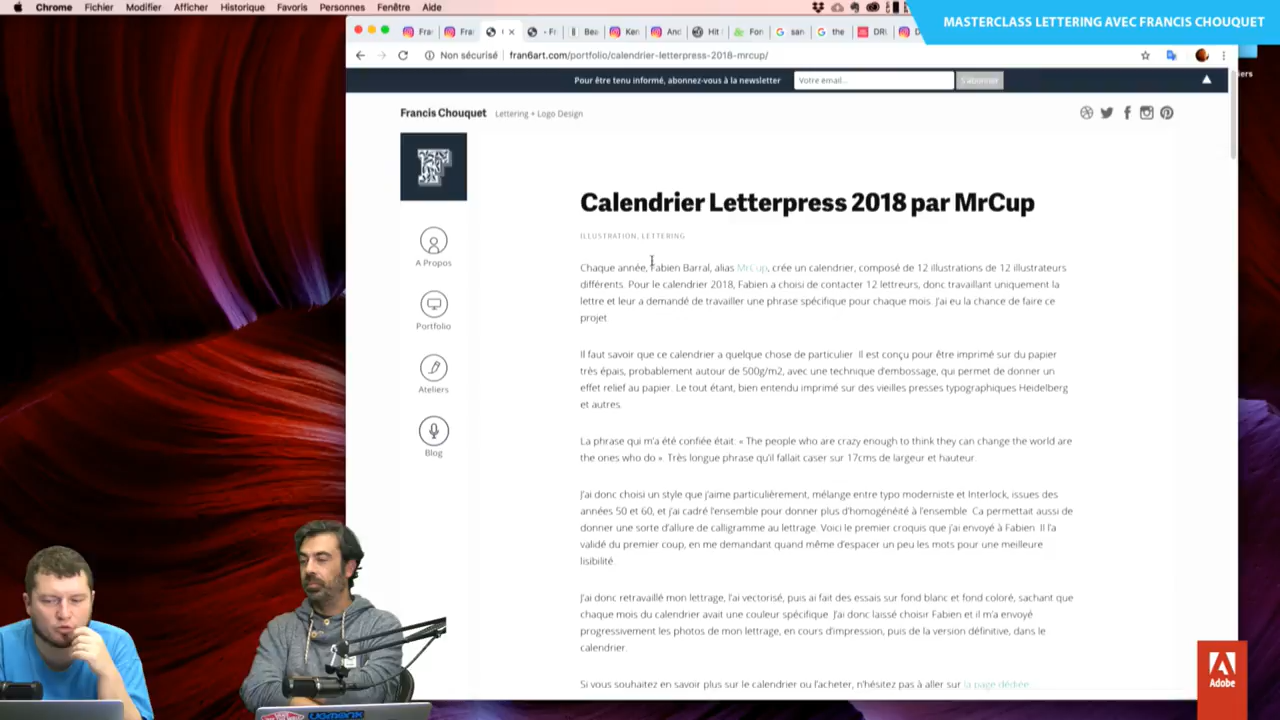 Chrome Fichier Modifier Afficher Historique Favoris Personnes Fenêtre Aide
MASTERCLASS LETTERING AVEC FRANCIS CHOUQUET
Non sécurisé fran6art.com/portfolio/calendrier-letterpress-2018-mrcup/
Pour être tenu informé, abonnez-vous à la newsletter Votre email... S'abonner
Francis Chouquet Lettering + Logo Design
F
A Propos
Portfolio
Ateliers
Blog
Calendrier Letterpress 2018 par MrCup
ILLUSTRATION, LETTERING
Chaque année, Fabien Barral, alias MrCup, crée un calendrier, composé de 12 illustrations de 12 illustrateurs
différents. Pour le calendrier 2018, Fabien a choisi de contacter 12 lettreurs, donc travaillant uniquement la
lettre et leur a demandé de travailler une phrase spécifique pour chaque mois. J'ai eu la chance de faire ce
projet.
Il faut savoir que ce calendrier a quelque chose de particulier. Il est conçu pour être imprimé sur du papier
très épais, probablement autour de 500g/m2, avec une technique d'embossage, qui permet de donner un
effet relief au papier. Le tout étant, bien entendu imprimé sur des vieilles presses typographiques Heidelberg
et autres.
La phrase qui m'a été confiée était: « The people who are crazy enough to think they can change the world are
the ones who do ». Très longue phrase qu'il fallait caser sur 17cms de largeur et hauteur.
J'ai donc choisi un style que j'aime particulièrement, mélange entre typo moderniste et Interlock, issues des
années 50 et 60, et j'ai cadré l'ensemble pour donner plus d'homogénéité à l'ensemble. Ca permettait aussi de
donner une sorte d'allure de calligramme au lettrage. Voici le premier croquis que j'ai envoyé à Fabien. Il l'a
validé du premier coup, en me demandant quand même d'espacer un peu les mots pour une meilleure
lisibilité.
J'ai donc retravaillé mon lettrage, l'ai vectorisé, puis ai fait des essais sur fond blanc et fond coloré, sachant que
chaque mois du calendrier avait une couleur spécifique. J'ai donc laissé choisir Fabien et il m'a envoyé
progressivement les photos de mon lettrage, en cours d'impression, puis de la version définitive, dans le
calendrier.
Si vous souhaitez en savoir plus sur le calendrier ou l'acheter, n'hésitez pas à aller sur la page dédiée.
Adobe